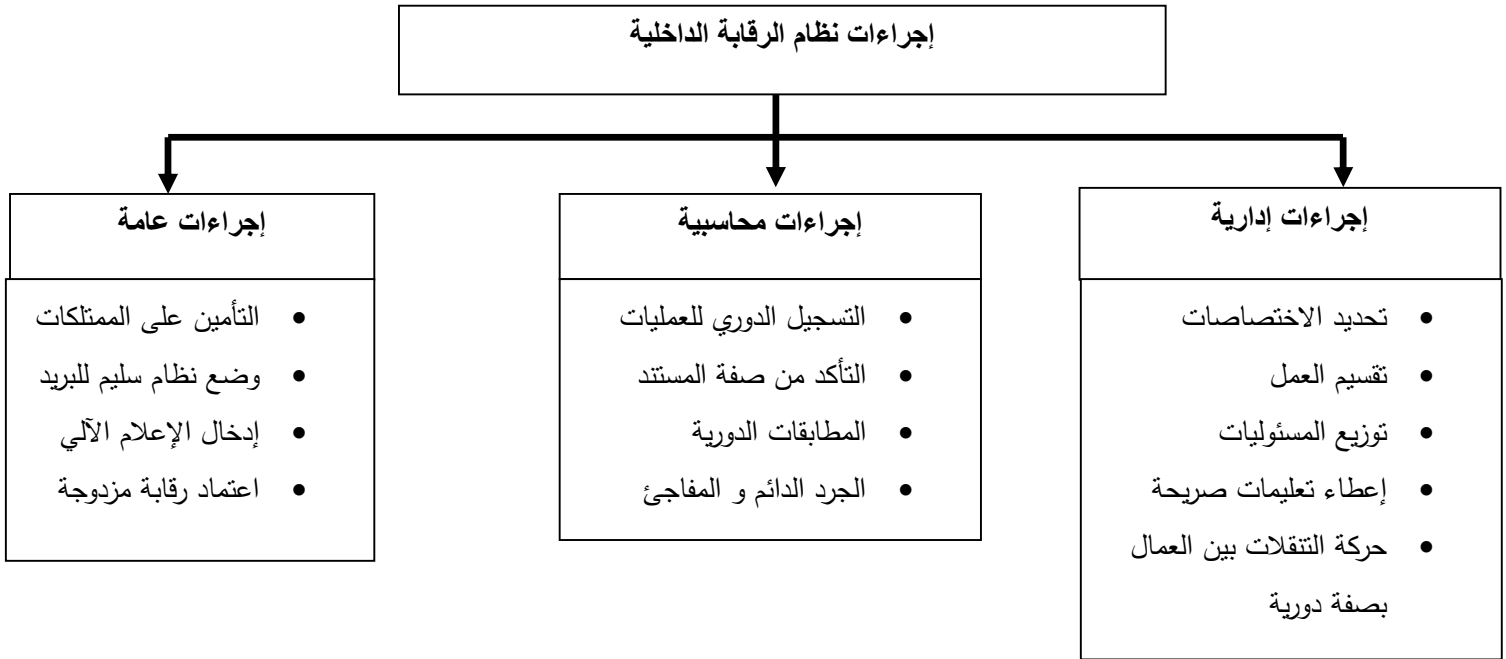 إجراءات نظام الرقابة الداخلية
إجراءات إدارية
• تحديد الاختصاصات
• تقسيم العمل
• توزيع المسئوليات
• إعطاء تعليمات صريحة
• حركة التنقلات بين العمال
بصفة دورية
إجراءات محاسبية
• التسجيل الدوري للعمليات
• التأكد من صفة المستند
• المطابقات الدورية
• الجرد الدائم و المفاجئ
إجراءات عامة
• التأمين على الممتلكات
• وضع نظام سليم للبريد
• إدخال الإعلام الآلي
• اعتماد رقابة مزدوجة